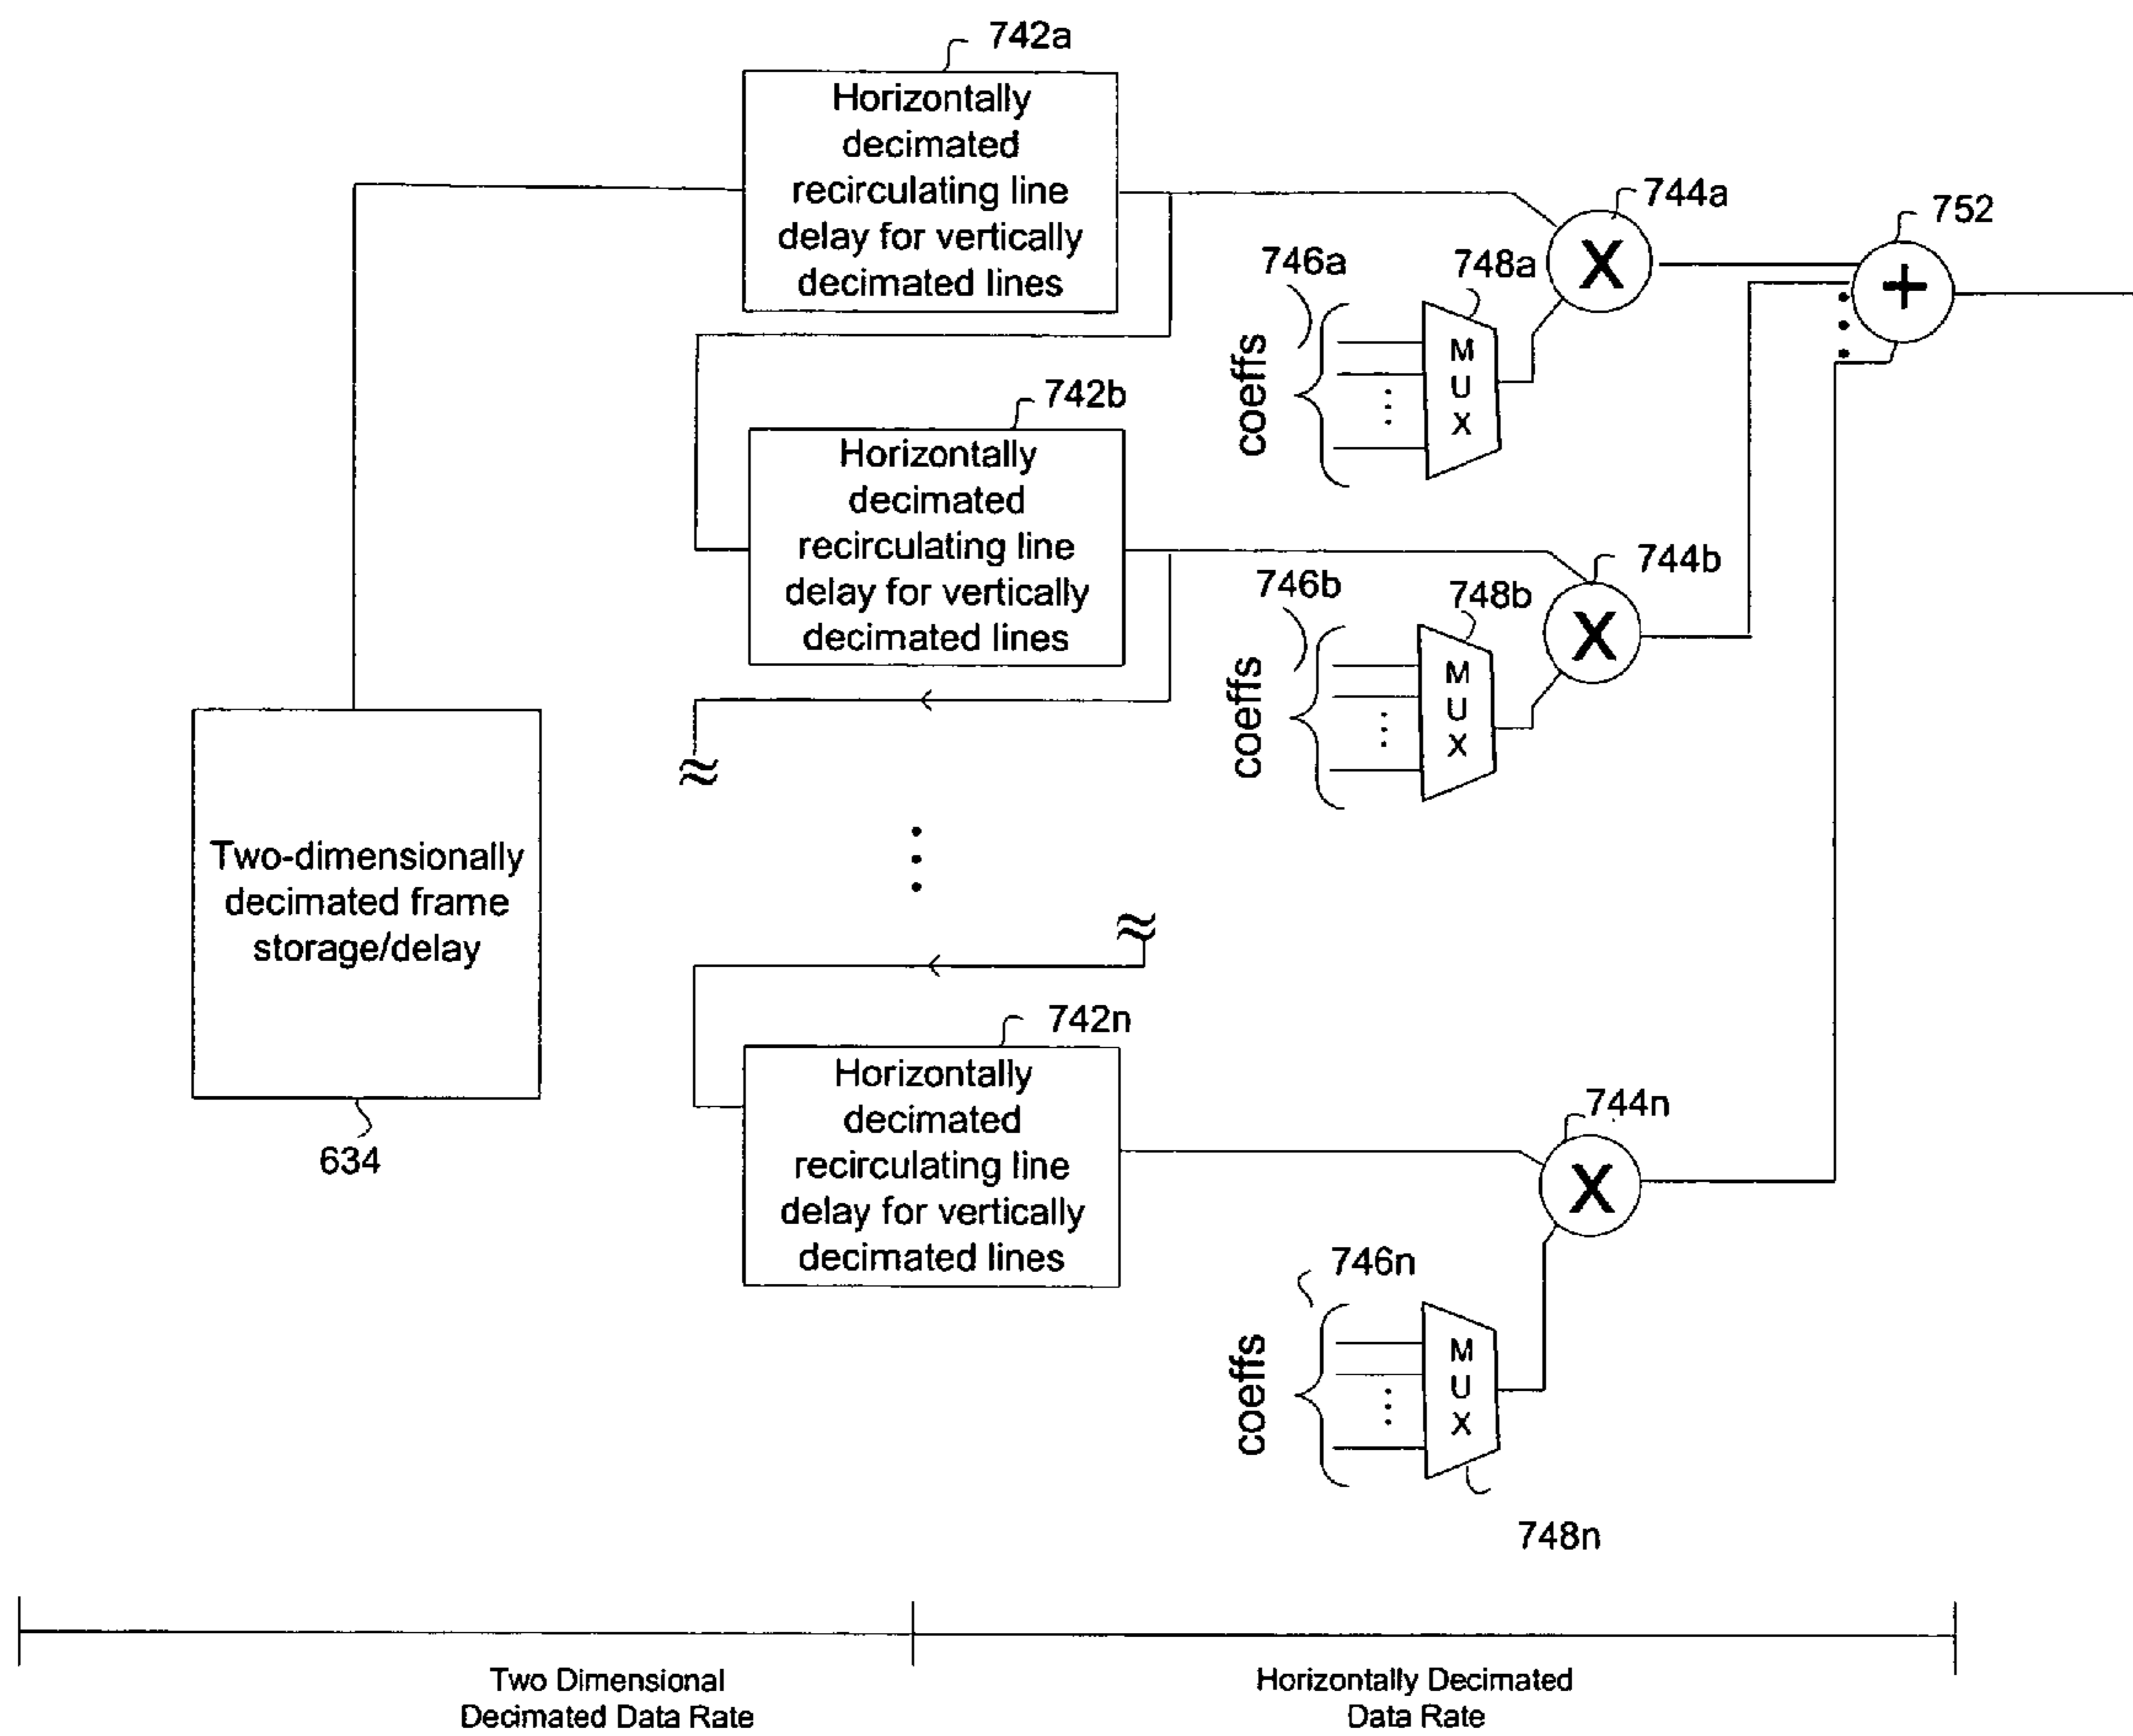 742a
Horizontally
decimated
recirculating line
delay for vertically
decimated lines
744a
X
752
+
746a
748a
coeffs
M
U
X
742b
Horizontally
decimated
recirculating line
delay for vertically
decimated lines
744b
X
746b
748b
coeffs
M
U
X
Two-dimensionally
decimated frame
storage/delay
634
742n
Horizontally
decimated
recirculating line
delay for vertically
decimated lines
744n
X
746n
coeffs
M
U
X
748n
Two Dimensional
Decimated Data Rate
Horizontally Decimated
Data Rate